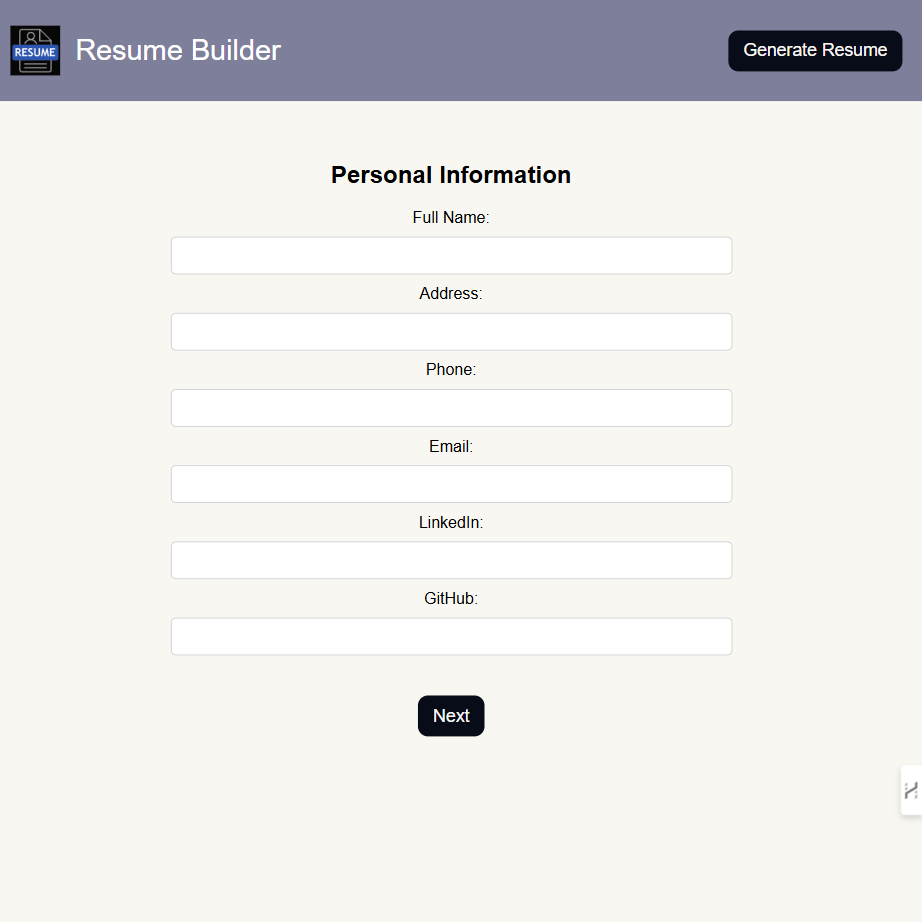 RESUME
Resume Builder
Generate Resume
Personal Information
Full Name:
Address:
Phone:
Email:
LinkedIn:
GitHub:
Next